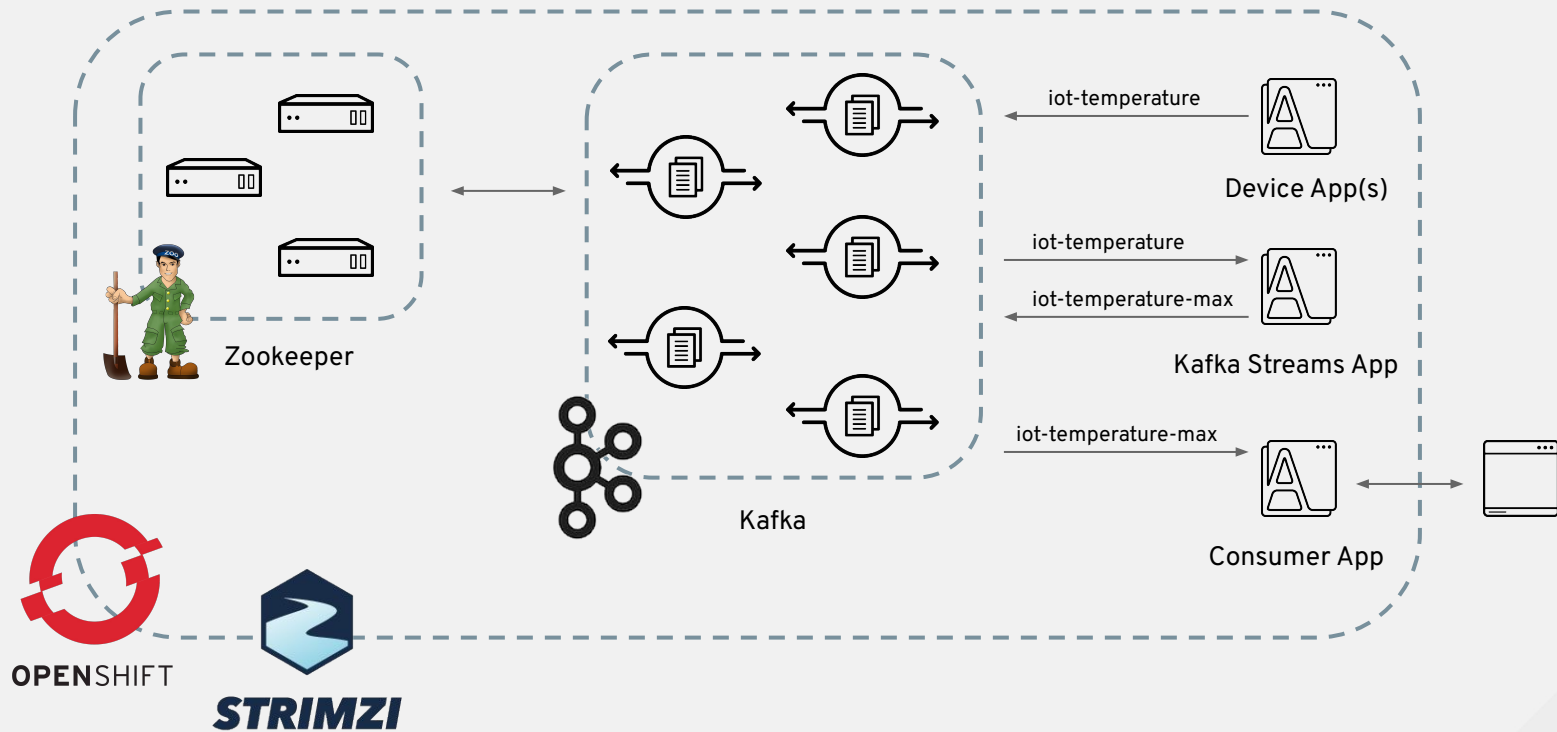 ZOO
Zookeeper
Kafka
iot-temperature
Device App(s)
iot-temperature
iot-temperature-max
Kafka Streams App
iot-temperature-max
Consumer App
OPENSHIFT
STRIMZI